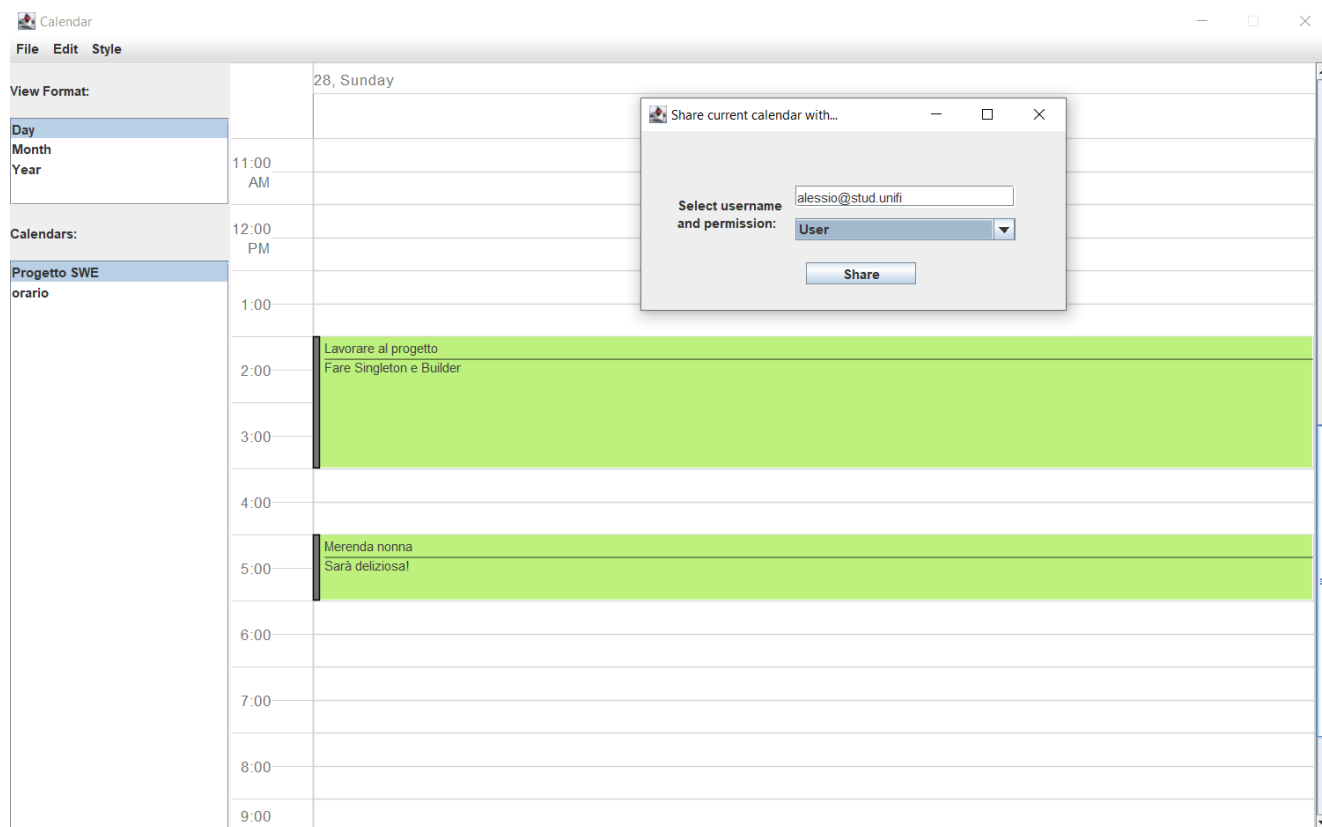 Calendar
File Edit Style
View Format:
Day
Month
Year
Calendars:
Progetto SWE
orario
28, Sunday
11:00
AM
12:00
PM
1:00
2:00
3:00
4:00
5:00
6:00
7:00
8:00
9:00
Lavorare al progetto
Fare Singleton e Builder
Merenda nonna
Sarà deliziosa!
Share current calendar with...
Select username
and permission:
alessio@stud.unifi
User
Share